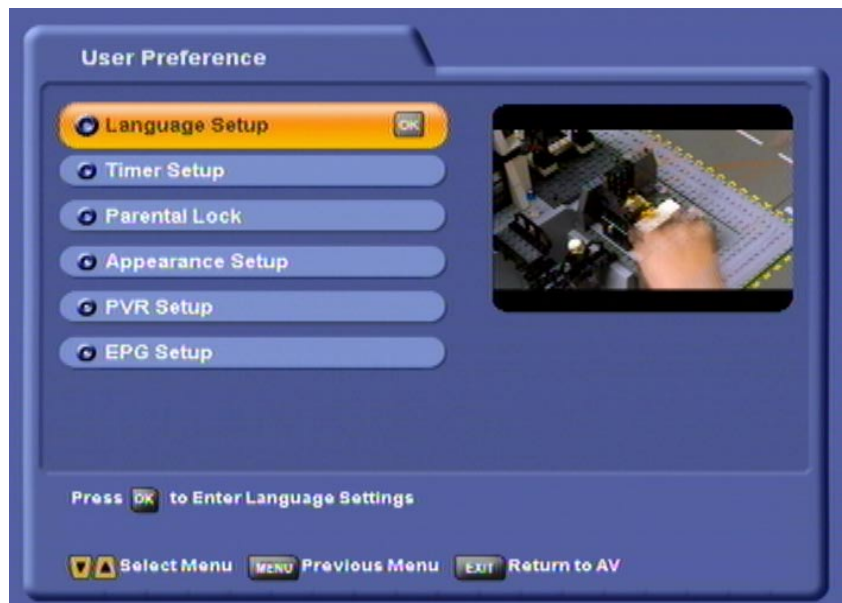 User Preference
Language Setup OK
Timer Setup
Parental Lock
Appearance Setup
PVR Setup
EPG Setup
Press OK to Enter Language Settings
Select Menu MENU Previous Menu EXIT Return to AV